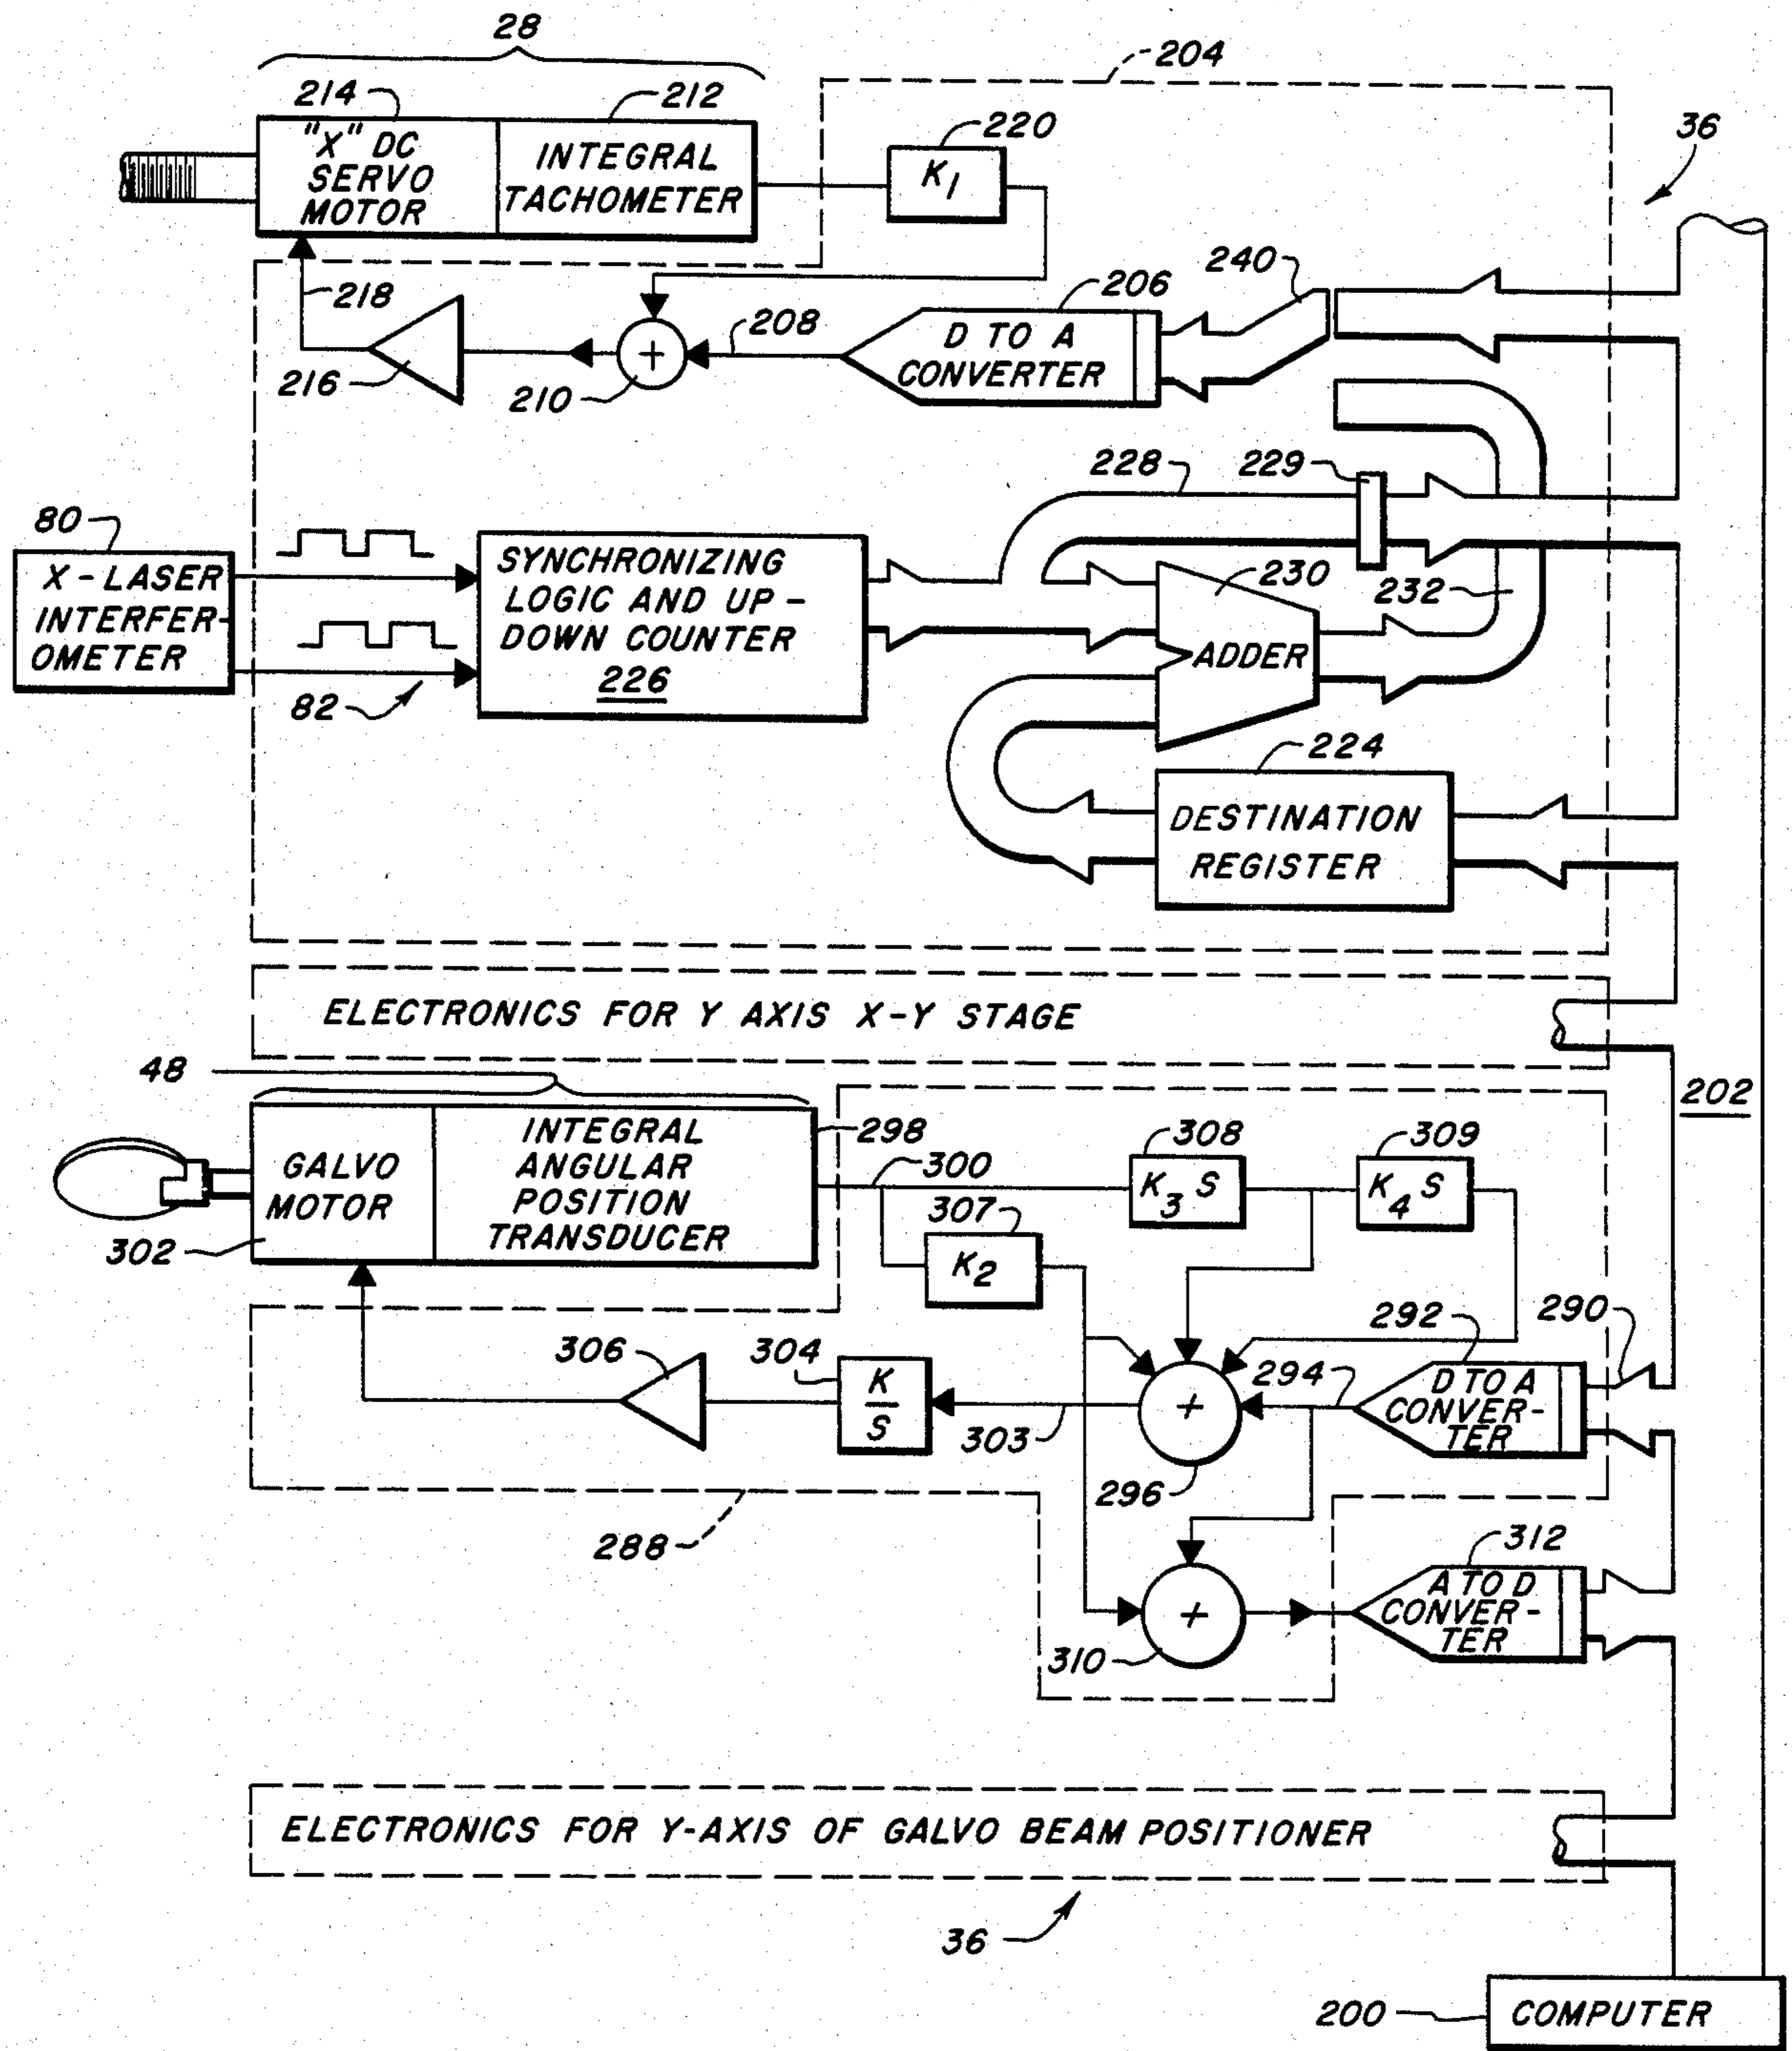 28
204
214
212
220
36
"X" DC
SERVO
MOTOR
INTEGRAL
TACHOMETER
K1
240
218
206
208
D TO A
CONVERTER
+
216
210
228
229
80
X-LASER
INTERFER-
OMETER
SYNCHRONIZING
LOGIC AND UP-
DOWN COUNTER
226
82
230
232
ADDER
224
DESTINATION
REGISTER
ELECTRONICS FOR Y AXIS X-Y STAGE
48
202
GALVO
MOTOR
INTEGRAL
ANGULAR
POSITION
TRANSDUCER
298
300
308
309
K3 S
K4 S
307
K2
302
292
290
306
304
K
S
303
+
294
D TO A
CONVER-
TER
296
288
312
+
A TO D
CONVER-
TER
310
ELECTRONICS FOR Y-AXIS OF GALVO BEAM POSITIONER
36
200
COMPUTER